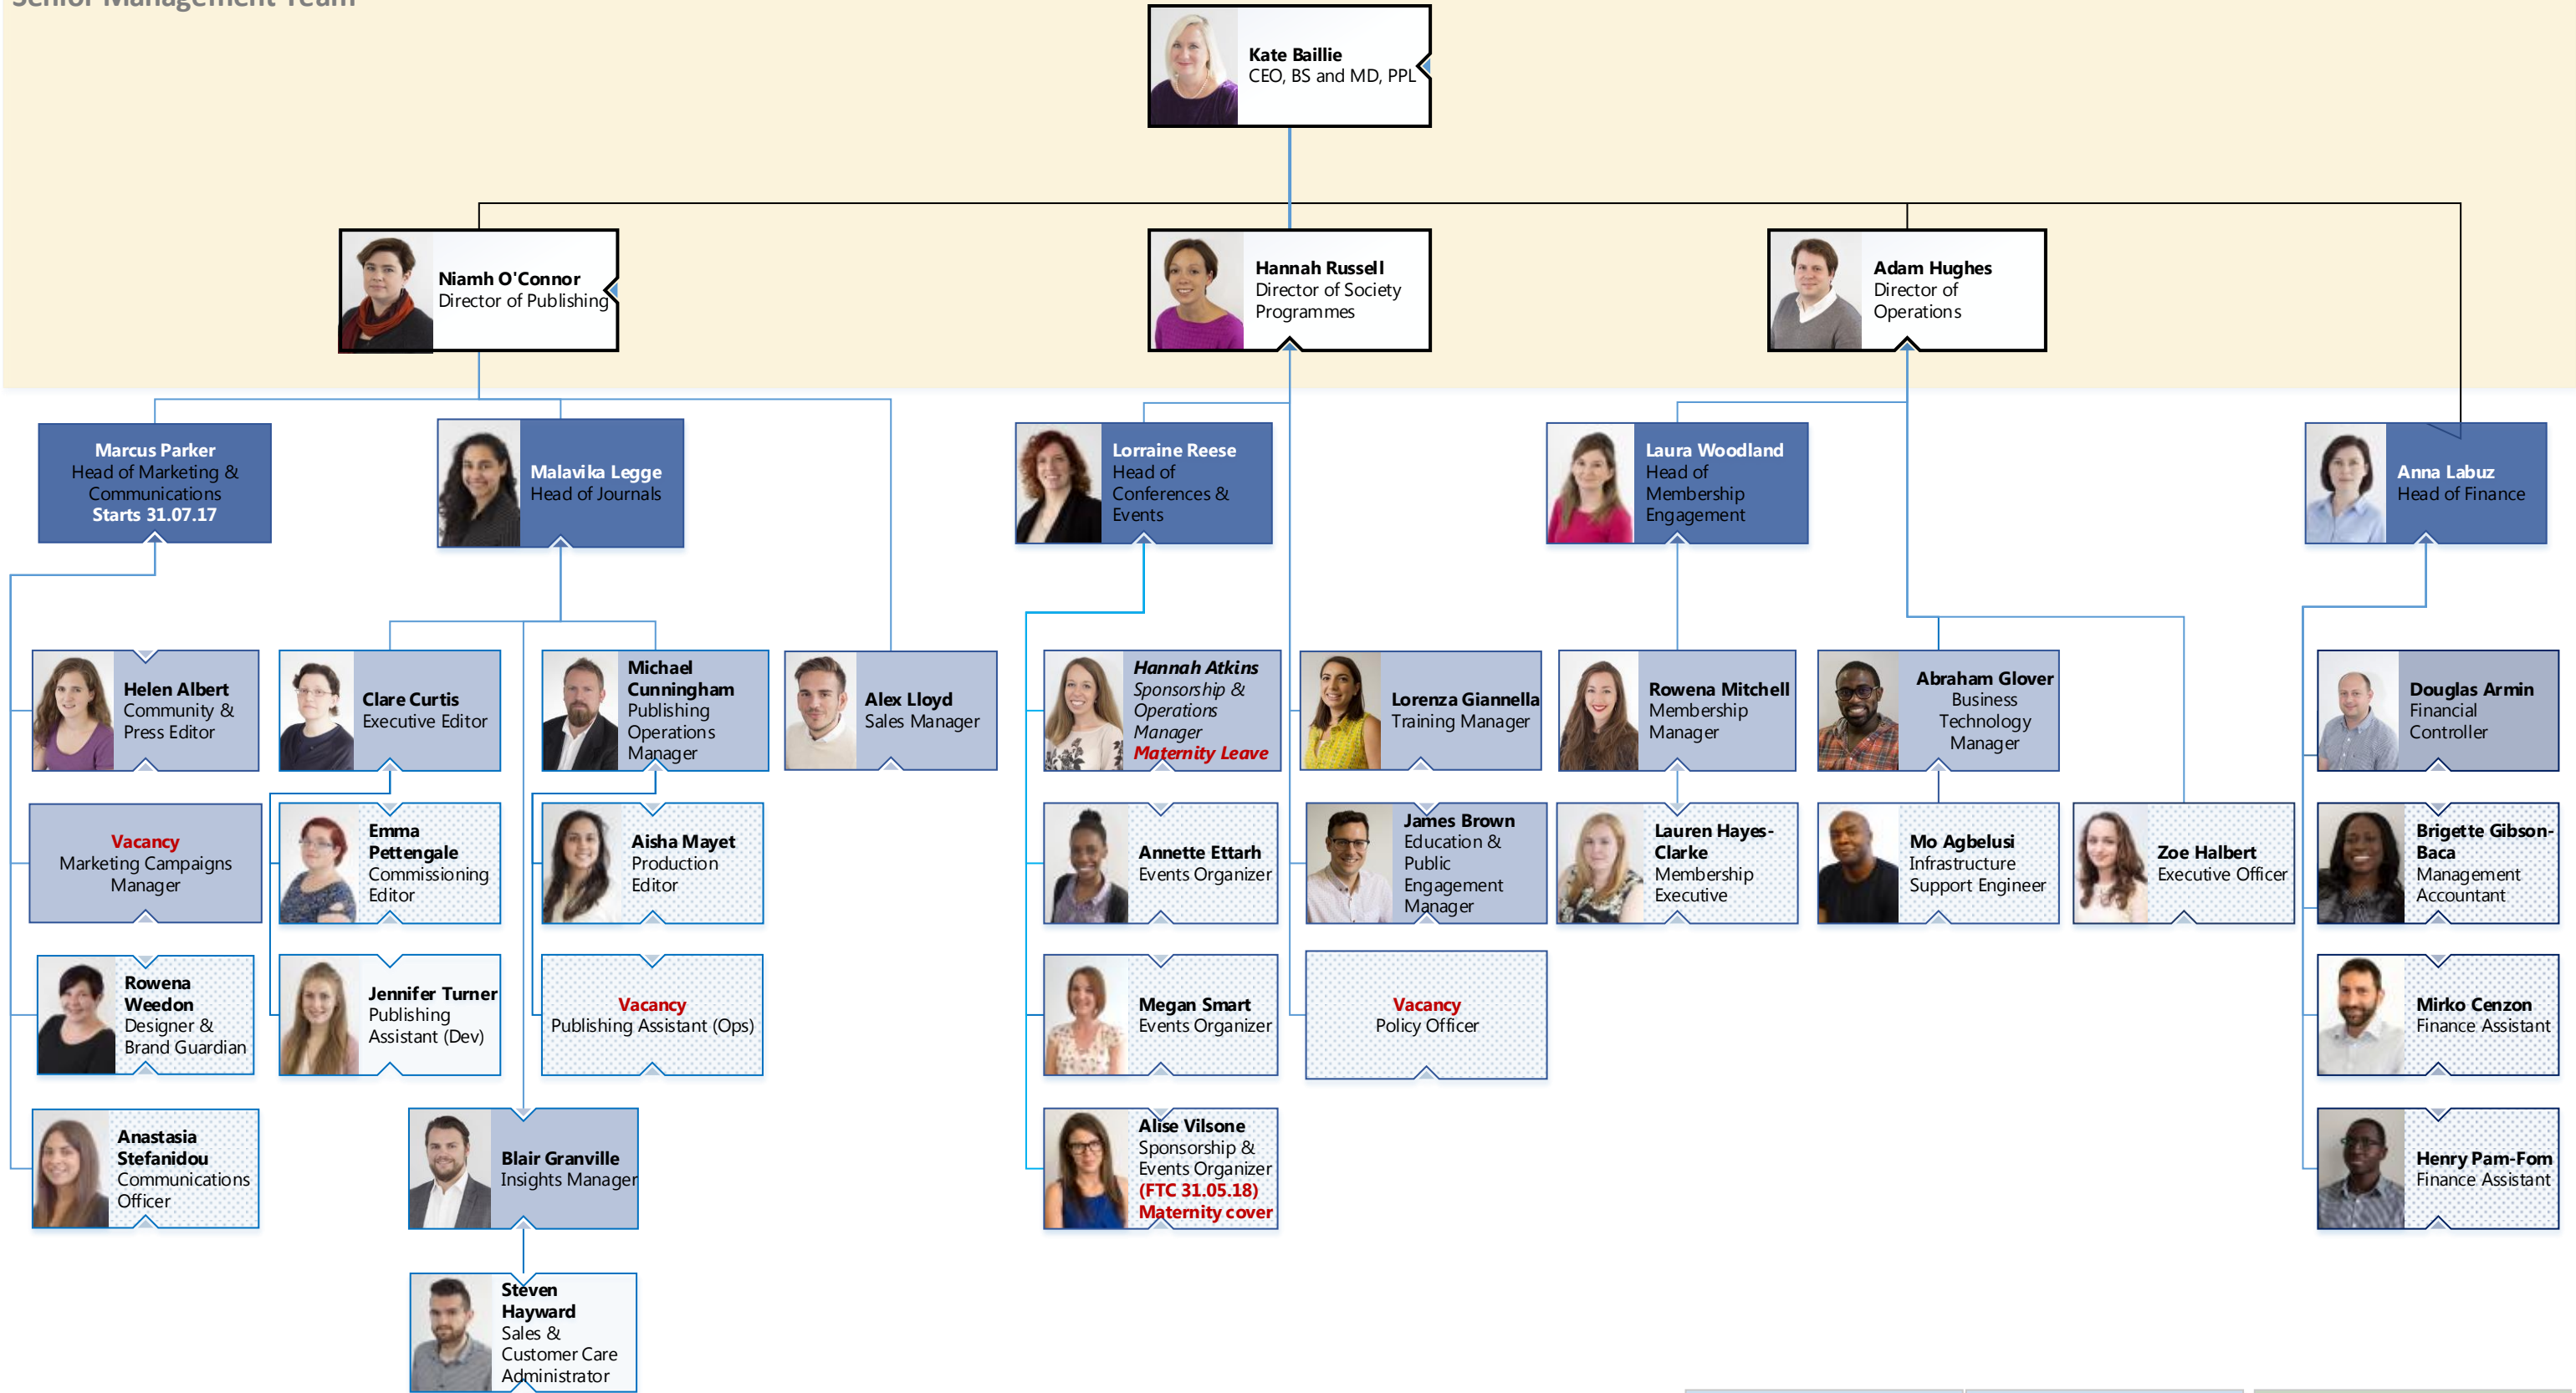 Senior Management Team
Kate Baillie
CEO, BS and MD, PPL
Niamh O'Connor
Director of Publishing
Hannah Russell
Director of Society
Programmes
Adam Hughes
Director of
Operations
Marcus Parker
Head of Marketing &
Communications
Starts 31.07.17
Malavika Legge
Head of Journals
Lorraine Reese
Head of
Conferences &
Events
Laura Woodland
Head of
Membership
Engagement
Anna Labuz
Head of Finance
Helen Albert
Community &
Press Editor
Clare Curtis
Executive Editor
Michael
Cunningham
Publishing
Operations
Manager
Alex Lloyd
Sales Manager
Hannah Atkins
Sponsorship &
Operations
Manager
Maternity Leave
Lorenza Giannella
Training Manager
Rowena Mitchell
Membership
Manager
Abraham Glover
Business
Technology
Manager
Douglas Armin
Financial
Controller
Vacancy
Marketing Campaigns
Manager
Emma
Pettengale
Commissioning
Editor
Aisha Mayet
Production
Editor
Annette Ettarh
Events Organizer
James Brown
Education &
Public
Engagement
Manager
Lauren Hayes-
Clarke
Membership
Executive
Mo Agbelusi
Infrastructure
Support Engineer
Zoe Halbert
Executive Officer
Brigette Gibson-
Baca
Management
Accountant
Rowena
Weedon
Designer &
Brand Guardian
Jennifer Turner
Publishing
Assistant (Dev)
Vacancy
Publishing Assistant (Ops)
Megan Smart
Events Organizer
Vacancy
Policy Officer
Mirko Cenzon
Finance Assistant
Anastasia
Stefanidou
Communications
Officer
Blair Granville
Insights Manager
Alise Vilsone
Sponsorship &
Events Organizer
(FTC 31.05.18)
Maternity cover
Henry Pam-Fom
Finance Assistant
Steven
Hayward
Sales &
Customer Care
Administrator